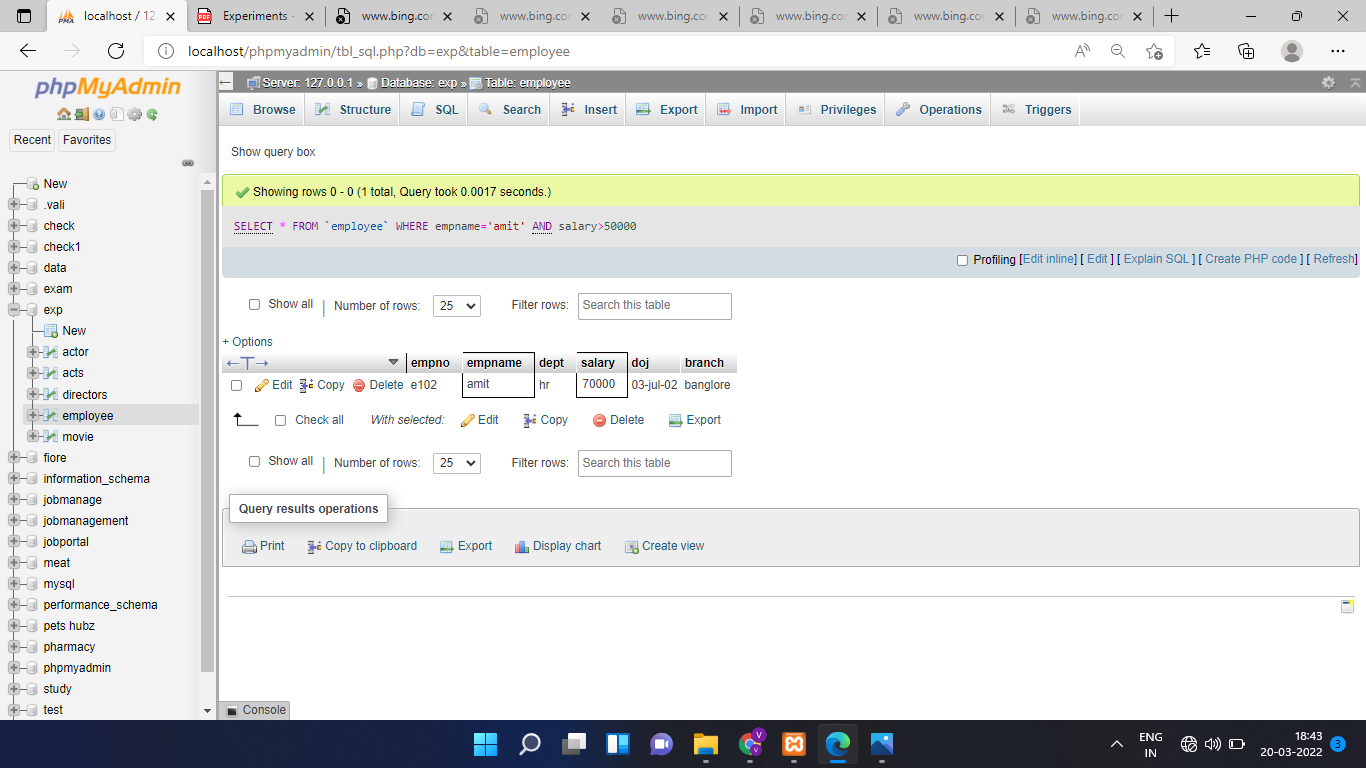 localhost / 12
Experiments -
www.bing.cor
www.bing.cor
www.bing.cor
www.bing.cor
www.bing.cor
www.bing.cor
localhost/phpmyadmin/tbl_sql.php?db=exp&table=employee
phpMyAdmin
Recent Favorites
New
.vali
check
check1
data
exam
exp
New
actor
acts
directors
employee
movie
fiore
information_schema
jobmanage
jobmanagement
jobportal
meat
mysql
performance_schema
pets hubz
pharmacy
phpmyadmin
study
test
Server: 127.0.0.1 » Database: exp » Table: employee
Browse Structure SQL Search Insert Export Import Privileges Operations Triggers
Show query box
Showing rows 0 - 0 (1 total, Query took 0.0017 seconds.)
SELECT * FROM `employee` WHERE empname='amit' AND salary>50000
Profiling [Edit inline] [ Edit ] [ Explain SQL ] [ Create PHP code ] [ Refresh]
Show all | Number of rows: 25 Filter rows: Search this table
+ Options
←T→ empno empname dept salary doj branch
Edit Copy Delete e102 amit hr 70000 03-jul-02 banglore
Check all With selected: Edit Copy Delete Export
Show all | Number of rows: 25 Filter rows: Search this table
Query results operations
Print Copy to clipboard Export Display chart Create view
Console
ENG
IN
18:43
20-03-2022
3